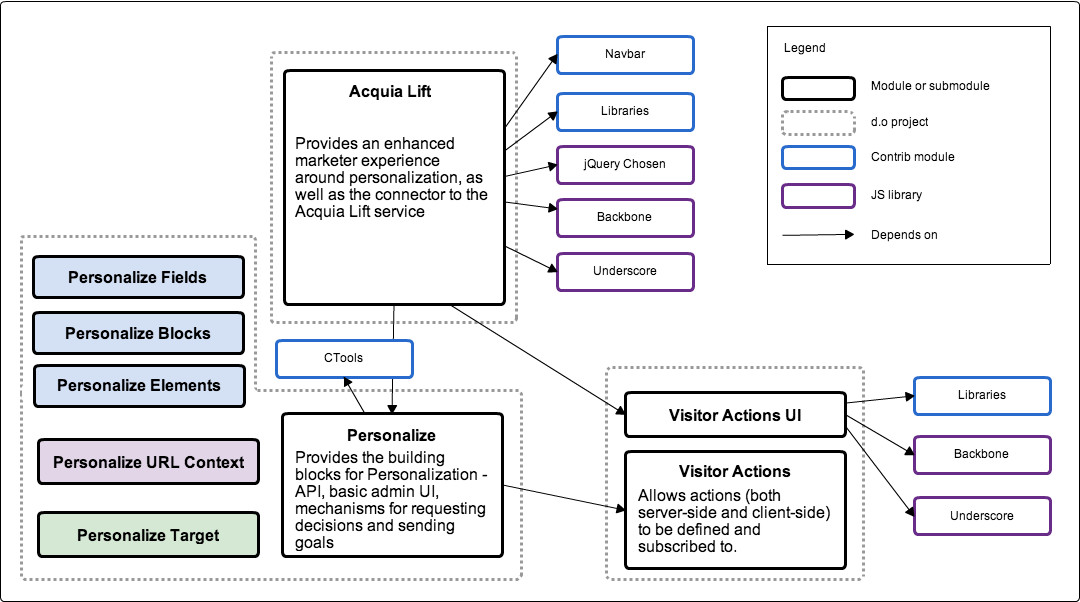 Acquia Lift
Provides an enhanced
marketer experience
around personalization, as
well as the connector to the
Acquia Lift service
Navbar
Libraries
jQuery Chosen
Backbone
Underscore
Legend
Module or submodule
d.o project
Contrib module
JS library
Depends on
Personalize Fields
Personalize Blocks
Personalize Elements
Personalize URL Context
Personalize Target
CTools
Personalize
Provides the building
blocks for Personalization -
API, basic admin UI,
mechanisms for requesting
decisions and sending
goals
Visitor Actions UI
Visitor Actions
Allows actions (both
server-side and client-side)
to be defined and
subscribed to.
Libraries
Backbone
Underscore